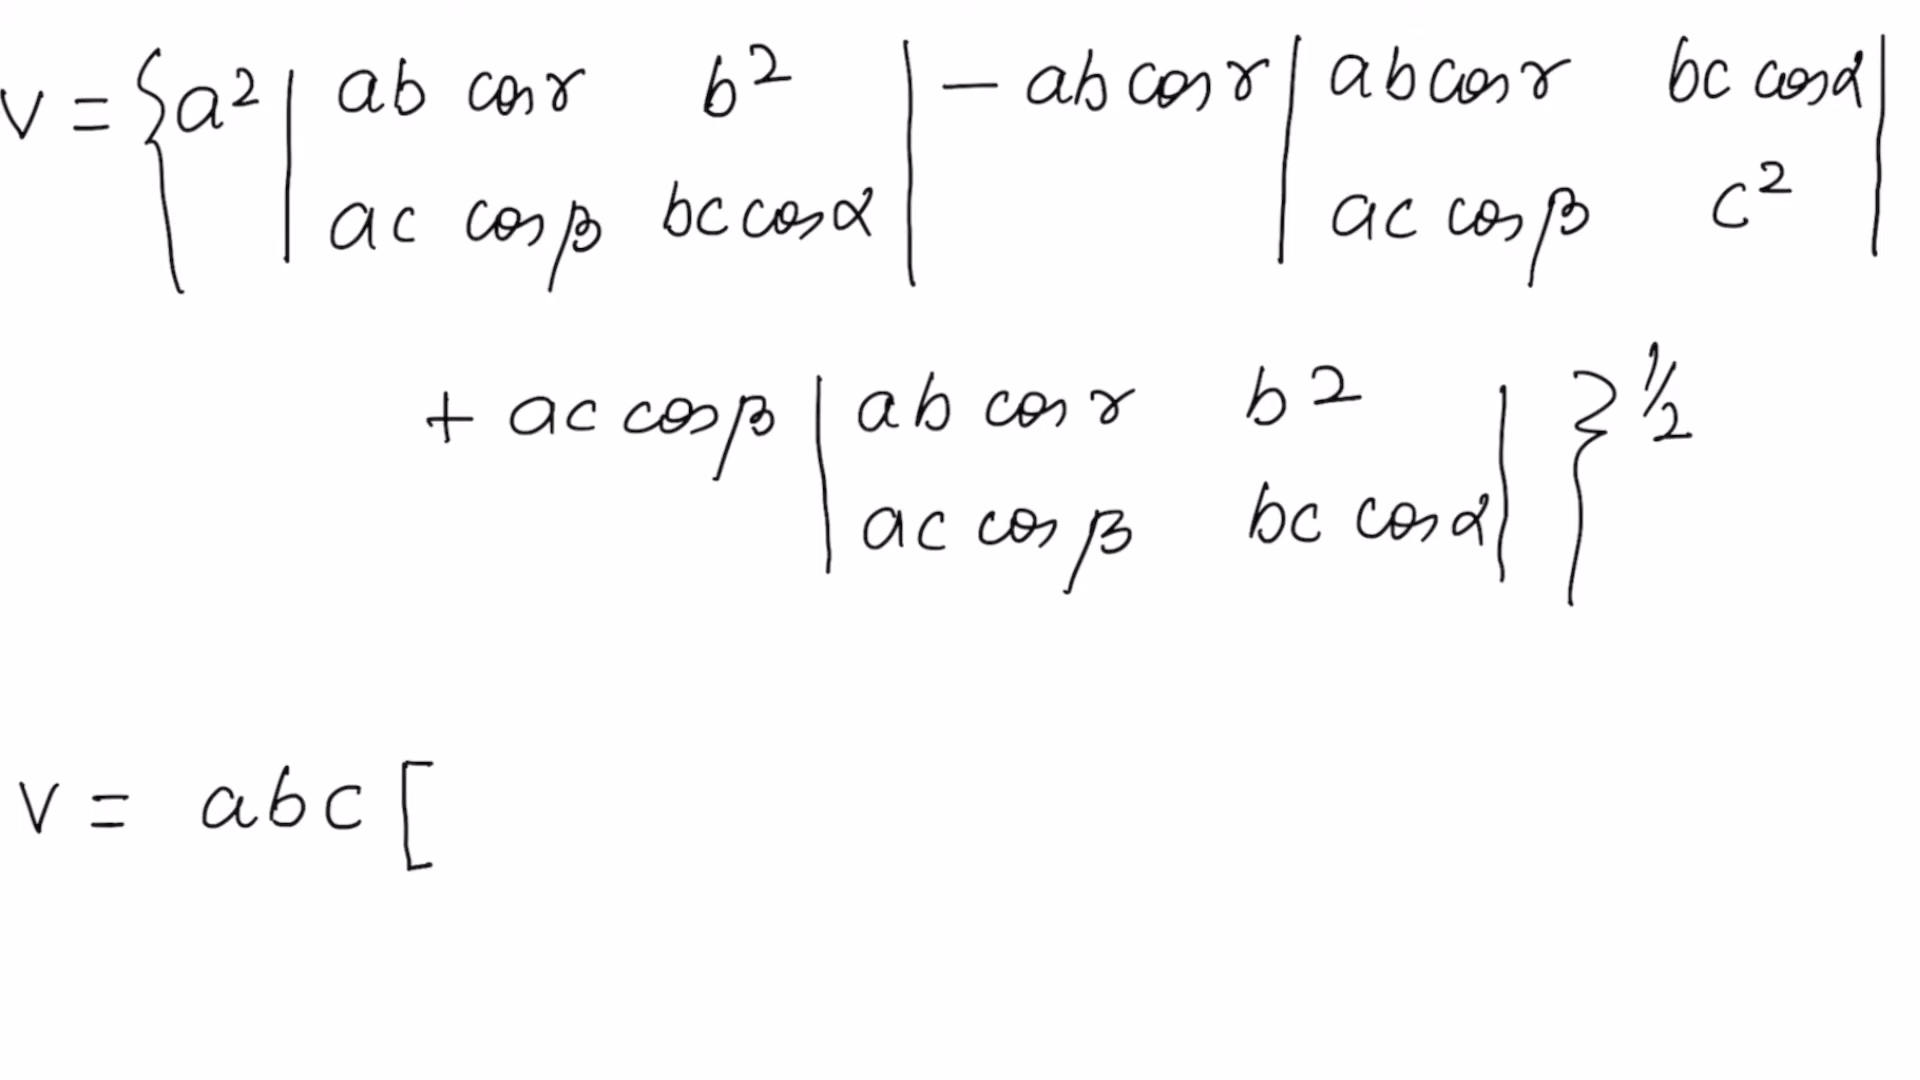 V = { a² | ab cos γ b² | − ab cos γ | ab cos γ bc cos α |
ac cos β bc cos α ac cos β c²
+ ac cos β | ab cos γ b² | } ½
ac cos β bc cos α
V = abc [